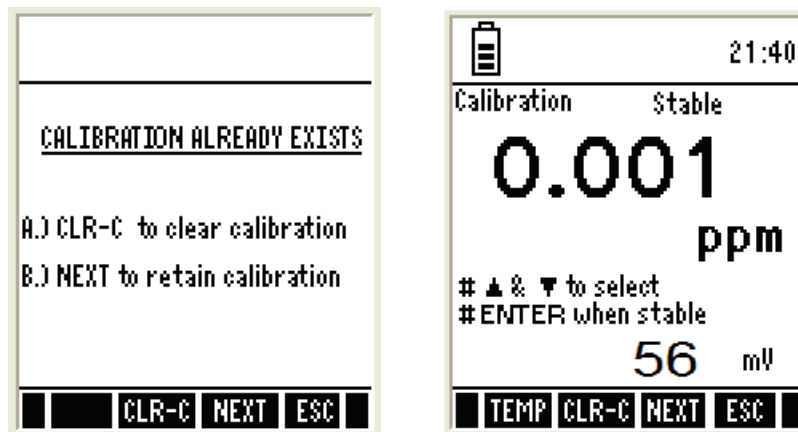 CALIBRATION ALREADY EXISTS
A.) CLR-C to clear calibration
B.) NEXT to retain calibration
CLR-C NEXT ESC
21:40
Calibration Stable
0.001
ppm
# ▲ & ▼ to select
# ENTER when stable
56 mV
TEMP CLR-C NEXT ESC